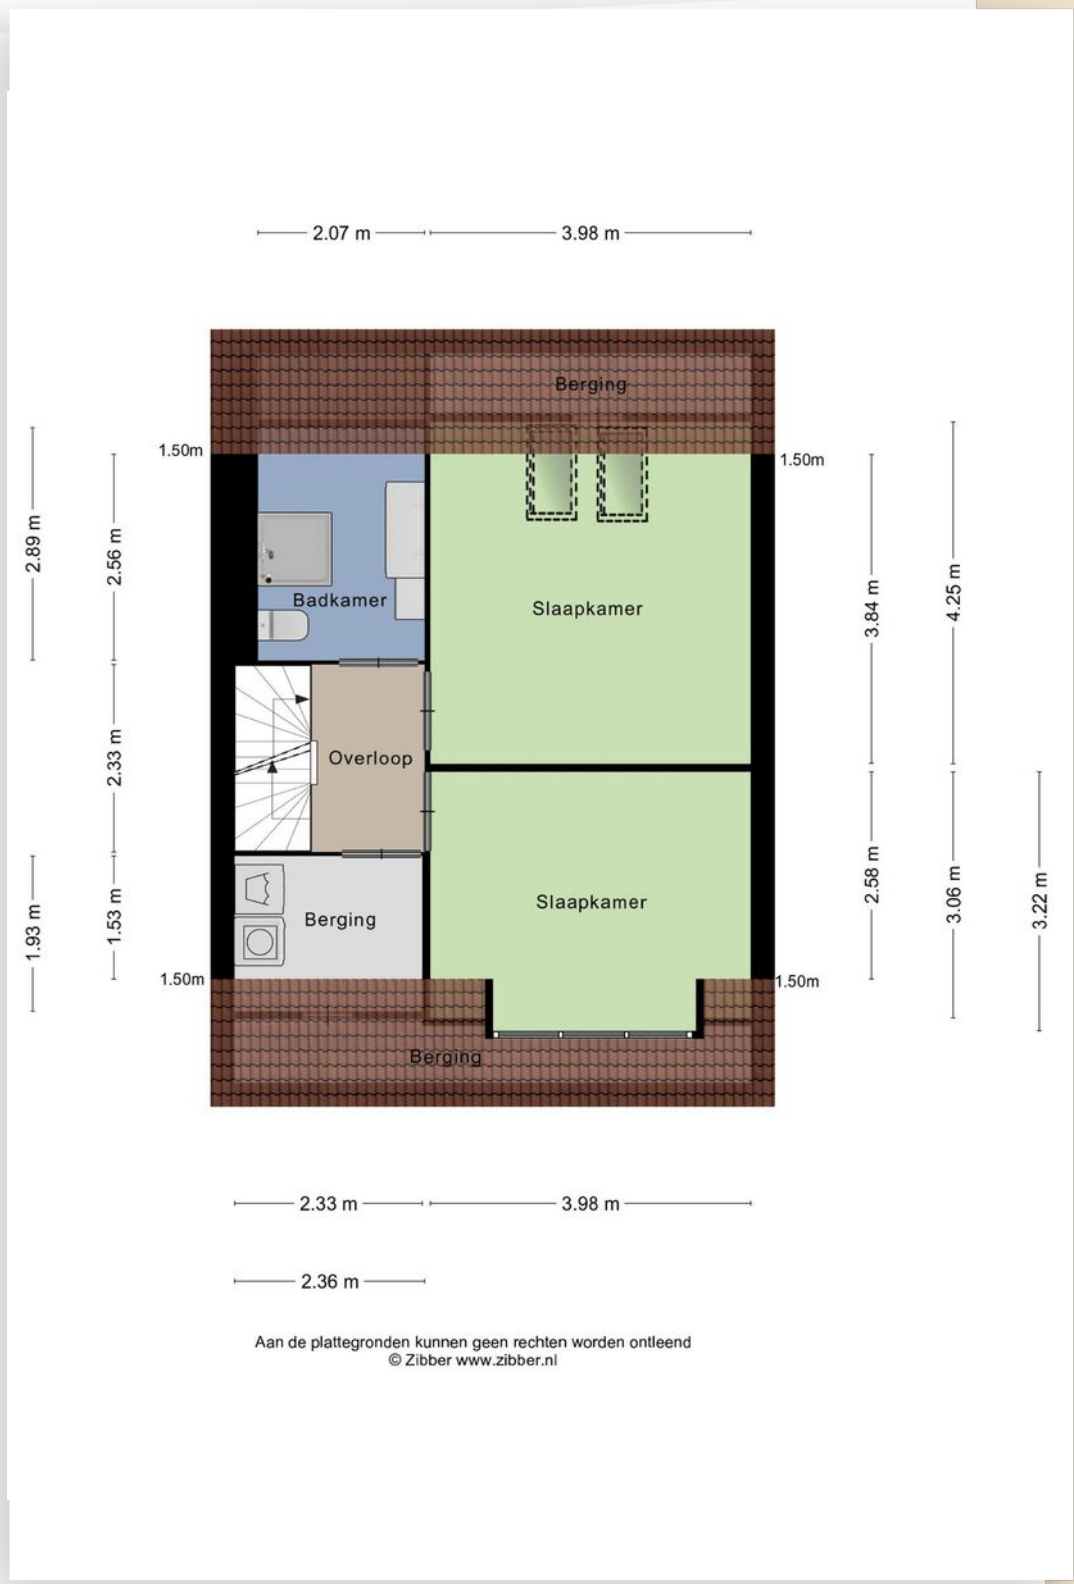 2.07 m
3.98 m
Berging
1.50m
1.50m
2.89 m
2.56 m
Badkamer
Slaapkamer
3.84 m
4.25 m
2.33 m
Overloop
1.93 m
1.53 m
Berging
Slaapkamer
2.58 m
3.06 m
3.22 m
1.50m
1.50m
Berging
2.33 m
3.98 m
2.36 m
Aan de plattegronden kunnen geen rechten worden ontleend
© Zibber www.zibber.nl